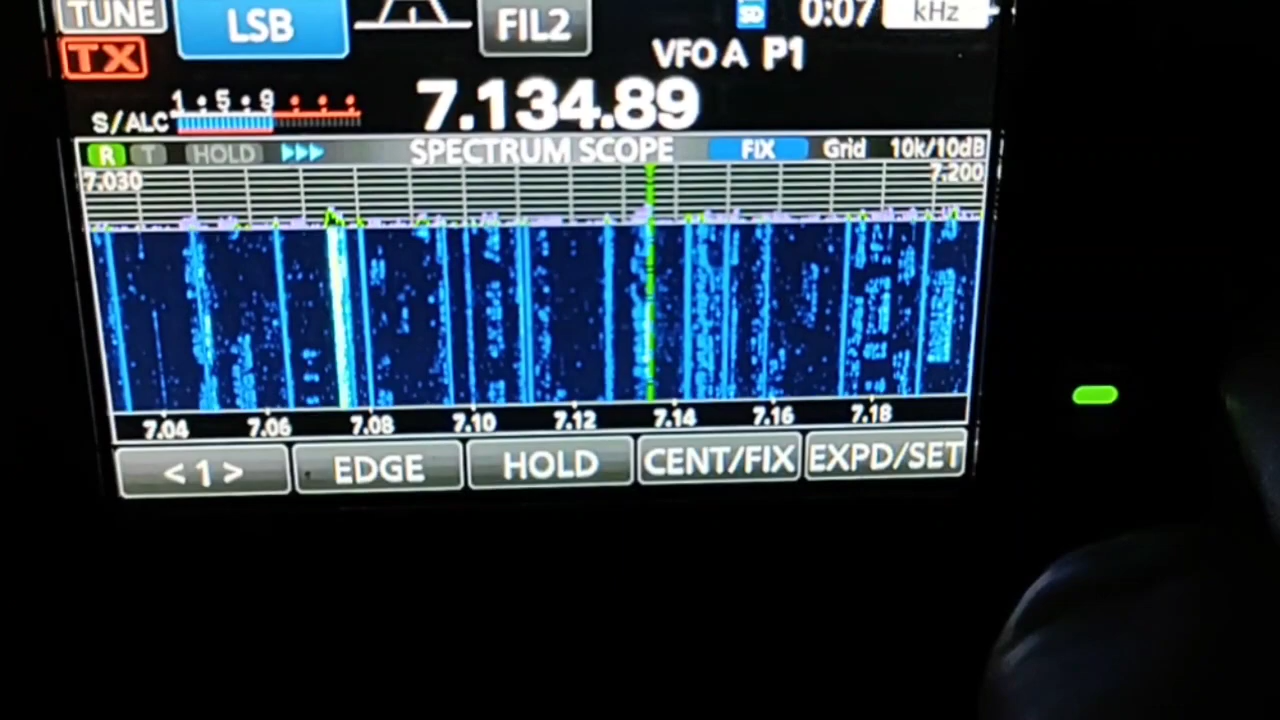 TUNE LSB FIL2 SD 0:07 kHz
TX VFO A P1
S/ALC 1 5 9 7.134.89
R T HOLD SPECTRUM SCOPE FIX Grid 10k/10dB
7.030 7.200
7.04 7.06 7.08 7.10 7.12 7.14 7.16 7.18
< 1 > EDGE HOLD CENT/FIX EXPD/SET